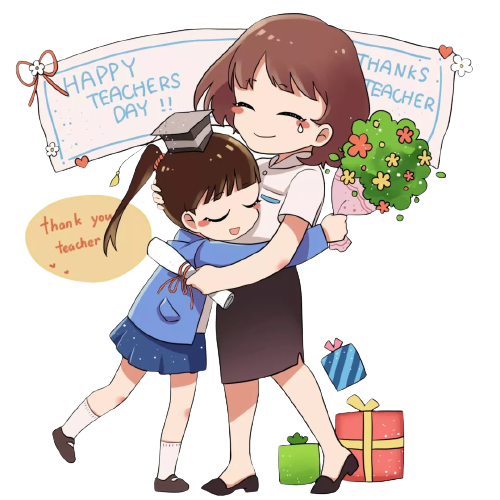 HAPPY
TEACHERS
DAY !!
THANKS
TEACHER
thank you
teacher